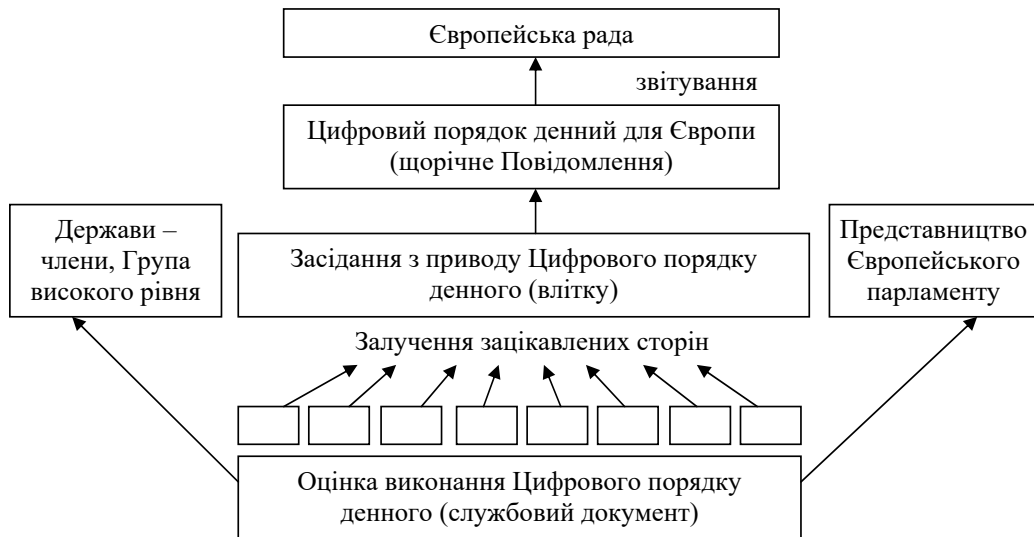 Європейська рада
звітування
Цифровий порядок денний для Європи
(щорічне Повідомлення)
Держави –
члени, Група
високого рівня
Засідання з приводу Цифрового порядку
денного (влітку)
Представництво
Європейського
парламенту
Залучення зацікавлених сторін
Оцінка виконання Цифрового порядку
денного (службовий документ)